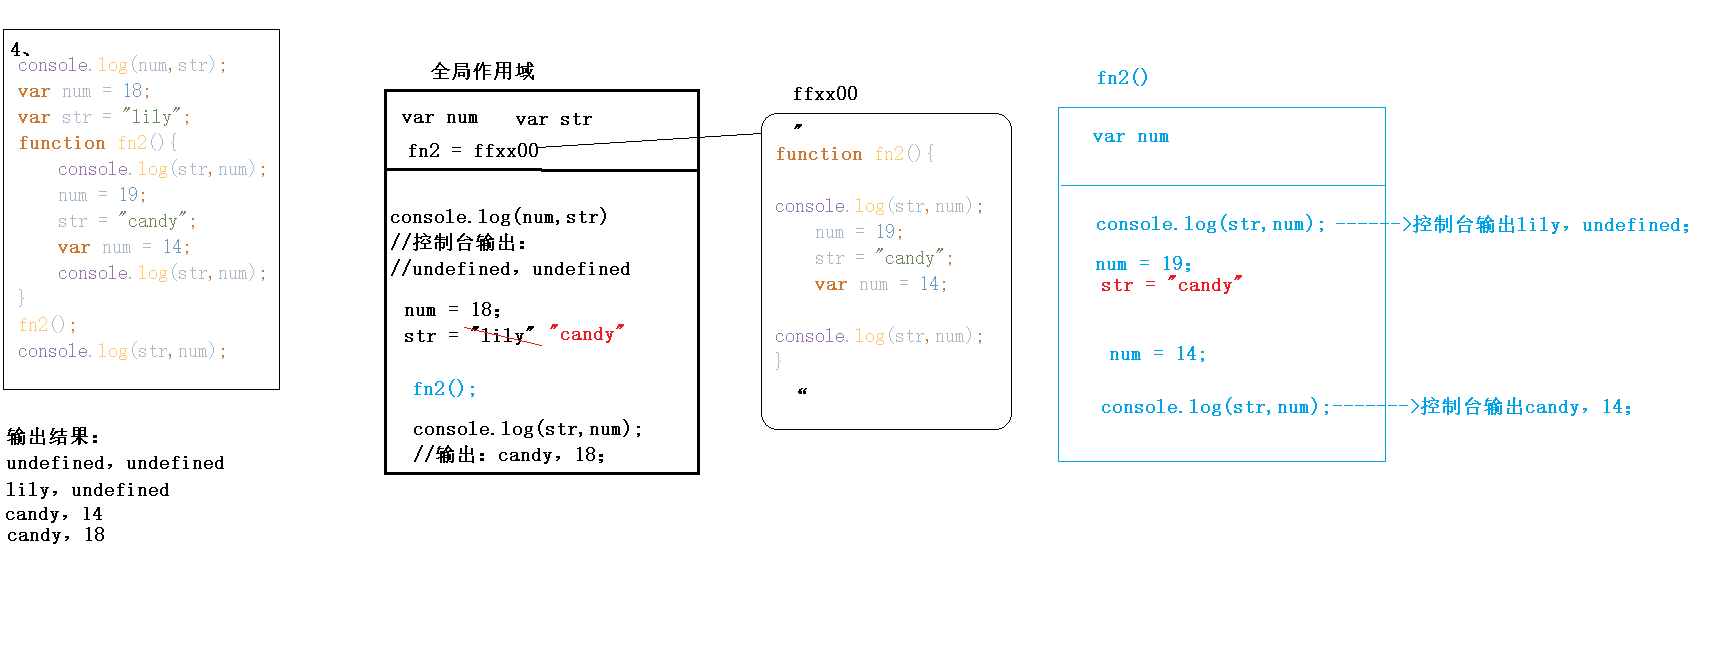 4、
console.log(num,str);
var num = 18;
var str = "lily";
function fn2(){
console.log(str,num);
num = 19;
str = "candy";
var num = 14;
console.log(str,num);
}
fn2();
console.log(str,num);
输出结果：
undefined，undefined
lily，undefined
candy，14
candy，18
全局作用域
var num var str
fn2 = ffxx00
console.log(num,str)
//控制台输出：
//undefined，undefined
num = 18；
str = "lily" "candy"
fn2();
console.log(str,num);
//输出：candy，18；
ffxx00
"
function fn2(){
console.log(str,num);
num = 19;
str = "candy";
var num = 14;
console.log(str,num);
}
“
fn2()
var num
console.log(str,num); ------->控制台输出lily，undefined；
num = 19；
str = "candy"
num = 14;
console.log(str,num);-------->控制台输出candy，14；